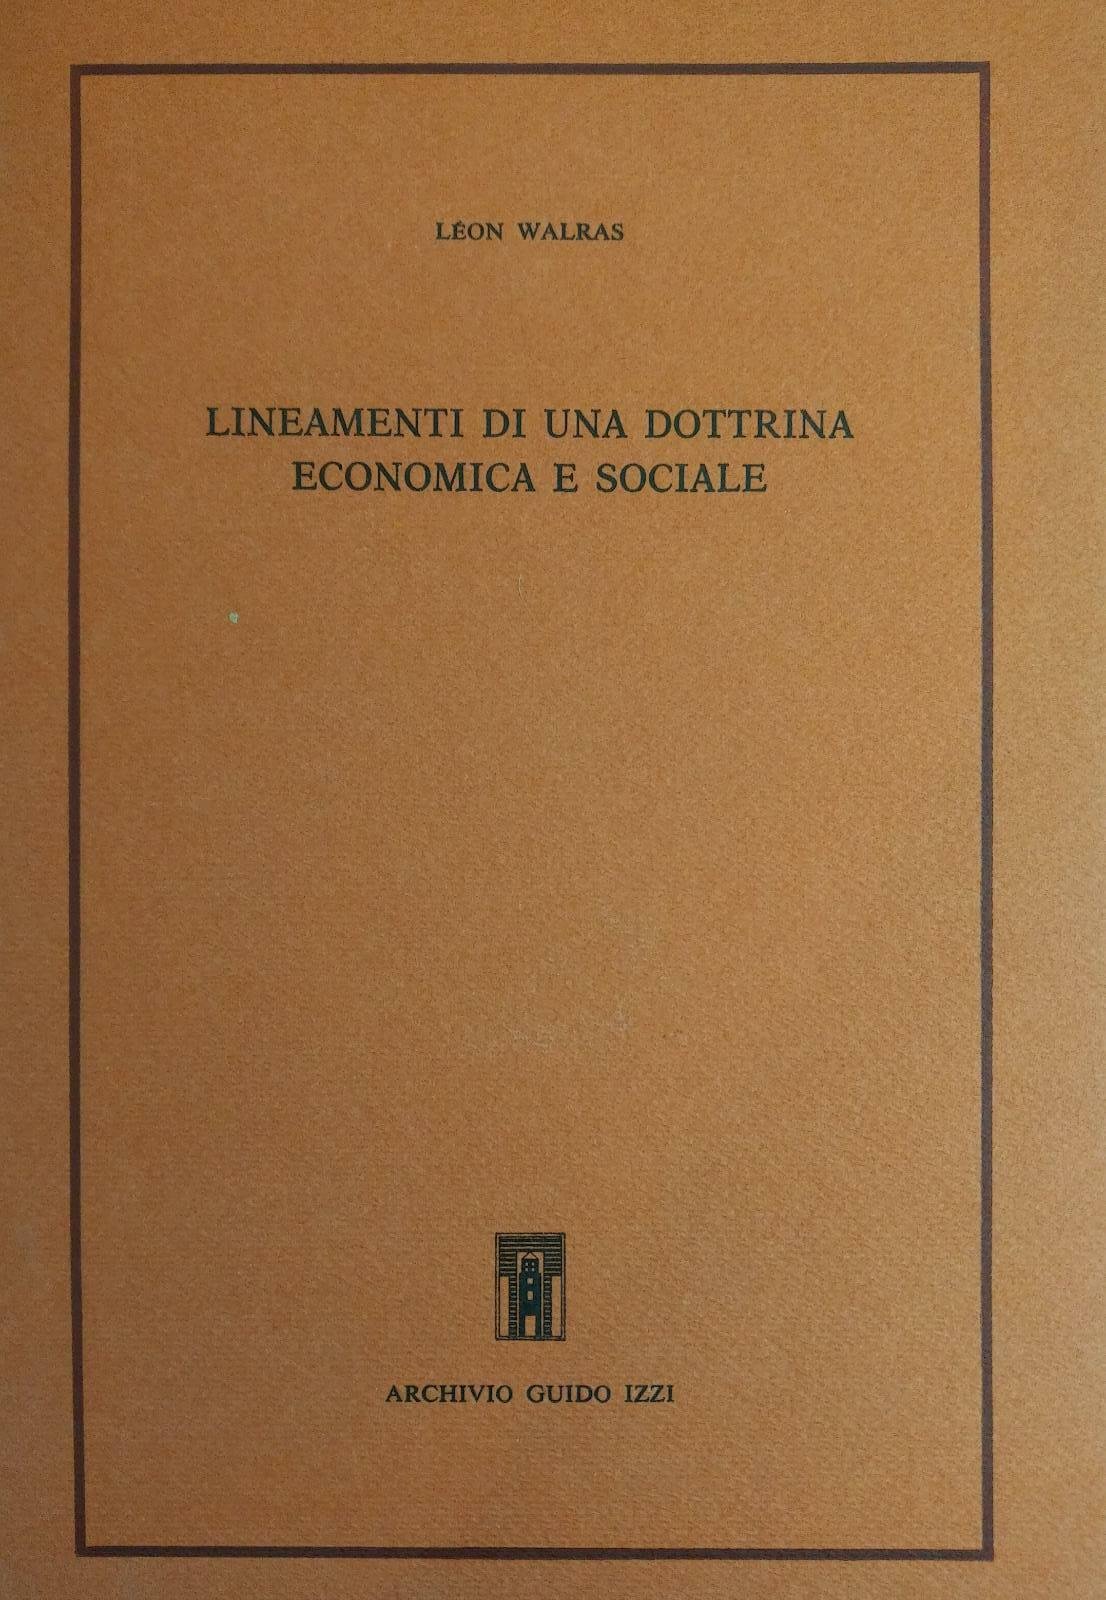 LÉON WALRAS
LINEAMENTI DI UNA DOTTRINA
ECONOMICA E SOCIALE
ARCHIVIO GUIDO IZZI